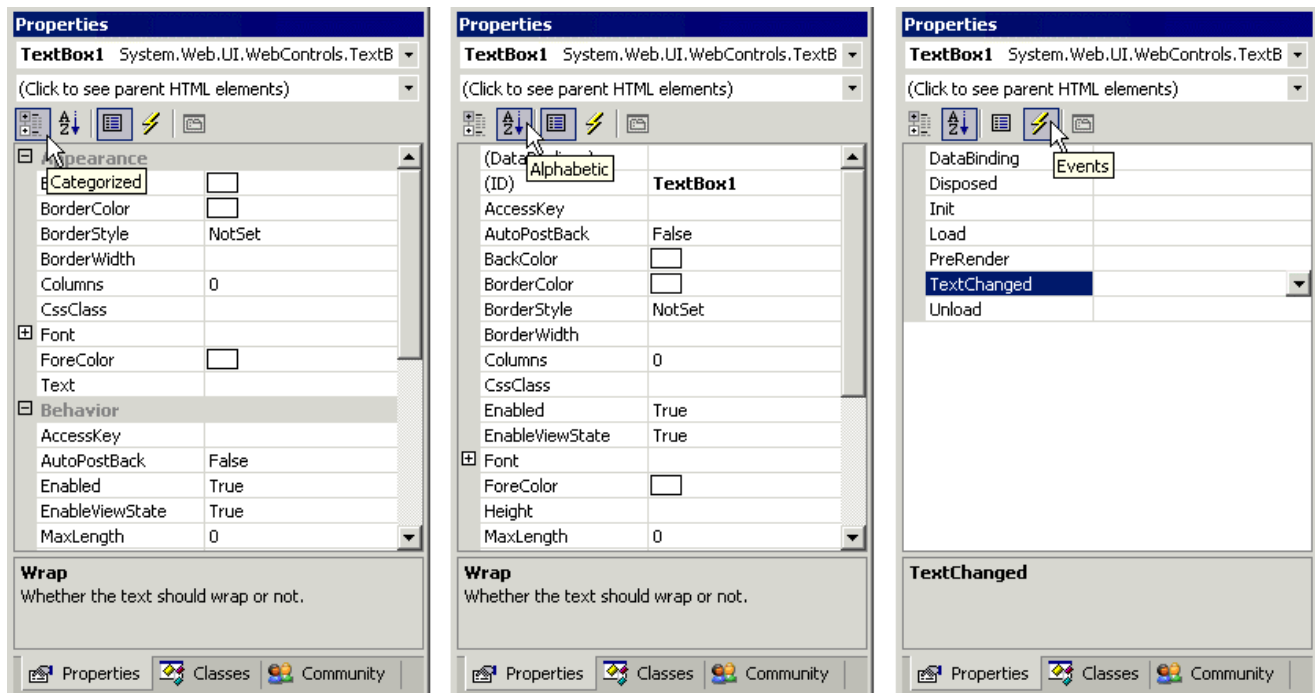 Properties
TextBox1 System.Web.UI.WebControls.TextB
(Click to see parent HTML elements)
Appearance
Categorized
BorderColor
BorderStyle NotSet
BorderWidth
Columns 0
CssClass
Font
ForeColor
Text
Behavior
AccessKey
AutoPostBack False
Enabled True
EnableViewState True
MaxLength 0
Wrap
Whether the text should wrap or not.
Properties Classes Community
Properties
TextBox1 System.Web.UI.WebControls.TextB
(Click to see parent HTML elements)
Alphabetic
(ID) TextBox1
AccessKey
AutoPostBack False
BackColor
BorderColor
BorderStyle NotSet
BorderWidth
Columns 0
CssClass
Enabled True
EnableViewState True
Font
ForeColor
Height
MaxLength 0
Wrap
Whether the text should wrap or not.
Properties Classes Community
Properties
TextBox1 System.Web.UI.WebControls.TextB
(Click to see parent HTML elements)
DataBinding
Events
Disposed
Init
Load
PreRender
TextChanged
Unload
TextChanged
Properties Classes Community